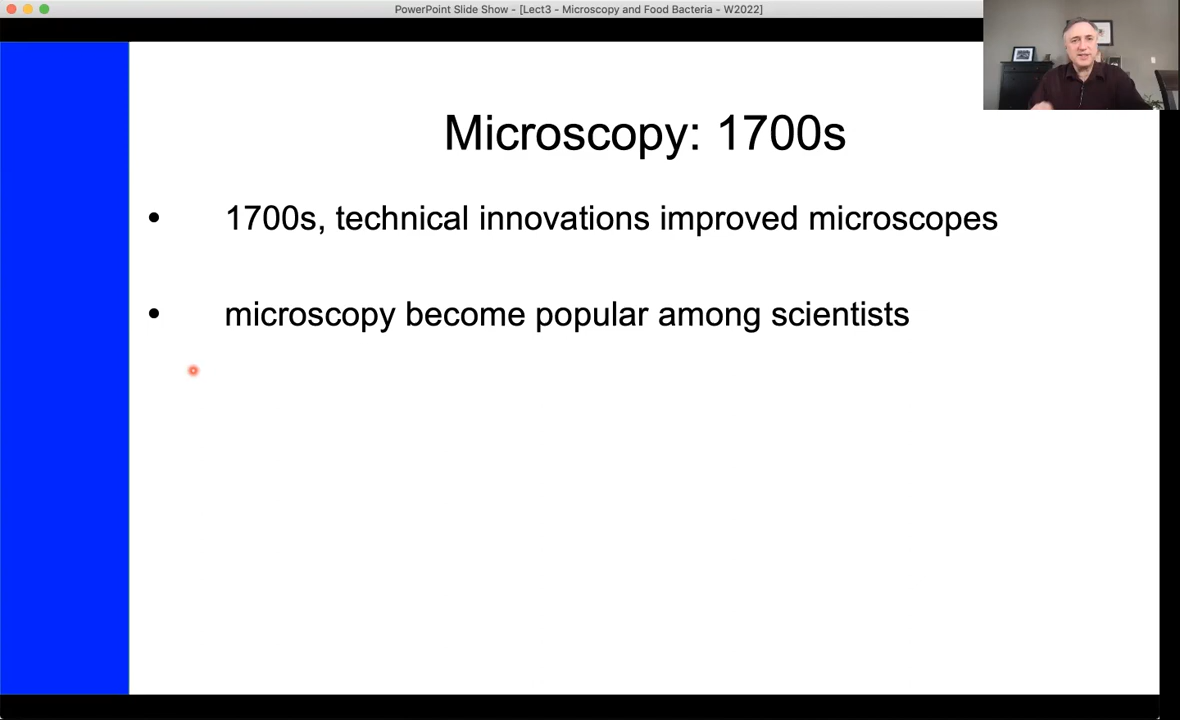 PowerPoint Slide Show - [Lect3 - Microscopy and Food Bacteria - W2022]
Microscopy: 1700s
• 1700s, technical innovations improved microscopes
• microscopy become popular among scientists